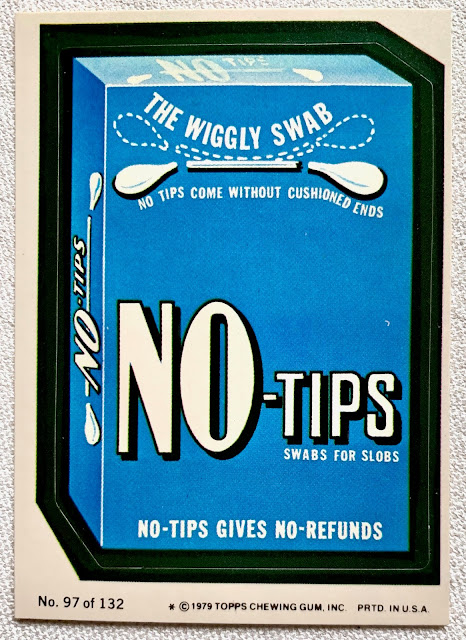 NO TIPS
THE WIGGLY SWAB
NO TIPS COME WITHOUT CUSHIONED ENDS
NO-TIPS
NO-TIPS
SWABS FOR SLOBS
NO-TIPS GIVES NO-REFUNDS
No. 97 of 132
* © 1979 TOPPS CHEWING GUM, INC. PRTD. IN U.S.A.